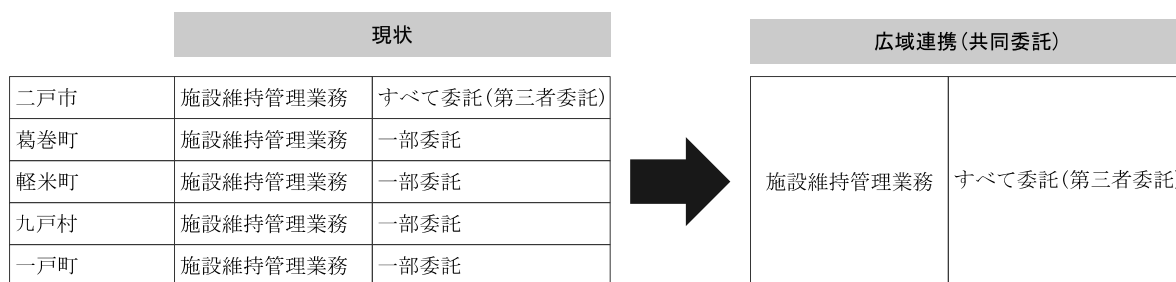 現状
広域連携(共同委託)
二戸市 施設維持管理業務 すべて委託(第三者委託)
葛巻町 施設維持管理業務 一部委託
軽米町 施設維持管理業務 一部委託
九戸村 施設維持管理業務 一部委託
一戸町 施設維持管理業務 一部委託
施設維持管理業務 すべて委託(第三者委託)